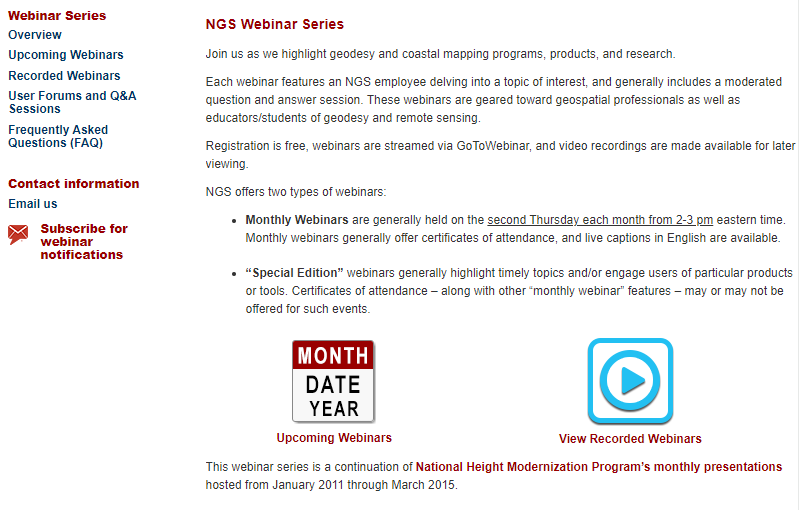 Webinar Series
Overview
Upcoming Webinars
Recorded Webinars
User Forums and Q&A
Sessions
Frequently Asked
Questions (FAQ)
Contact information
Email us
Subscribe for
webinar
notifications
NGS Webinar Series
Join us as we highlight geodesy and coastal mapping programs, products, and research.
Each webinar features an NGS employee delving into a topic of interest, and generally includes a moderated
question and answer session. These webinars are geared toward geospatial professionals as well as
educators/students of geodesy and remote sensing.
Registration is free, webinars are streamed via GoToWebinar, and video recordings are made available for later
viewing.
NGS offers two types of webinars:
• Monthly Webinars are generally held on the second Thursday each month from 2-3 pm eastern time.
Monthly webinars generally offer certificates of attendance, and live captions in English are available.
• “Special Edition” webinars generally highlight timely topics and/or engage users of particular products
or tools. Certificates of attendance – along with other “monthly webinar” features – may or may not be
offered for such events.
MONTH
DATE
YEAR
Upcoming Webinars
View Recorded Webinars
This webinar series is a continuation of National Height Modernization Program’s monthly presentations
hosted from January 2011 through March 2015.